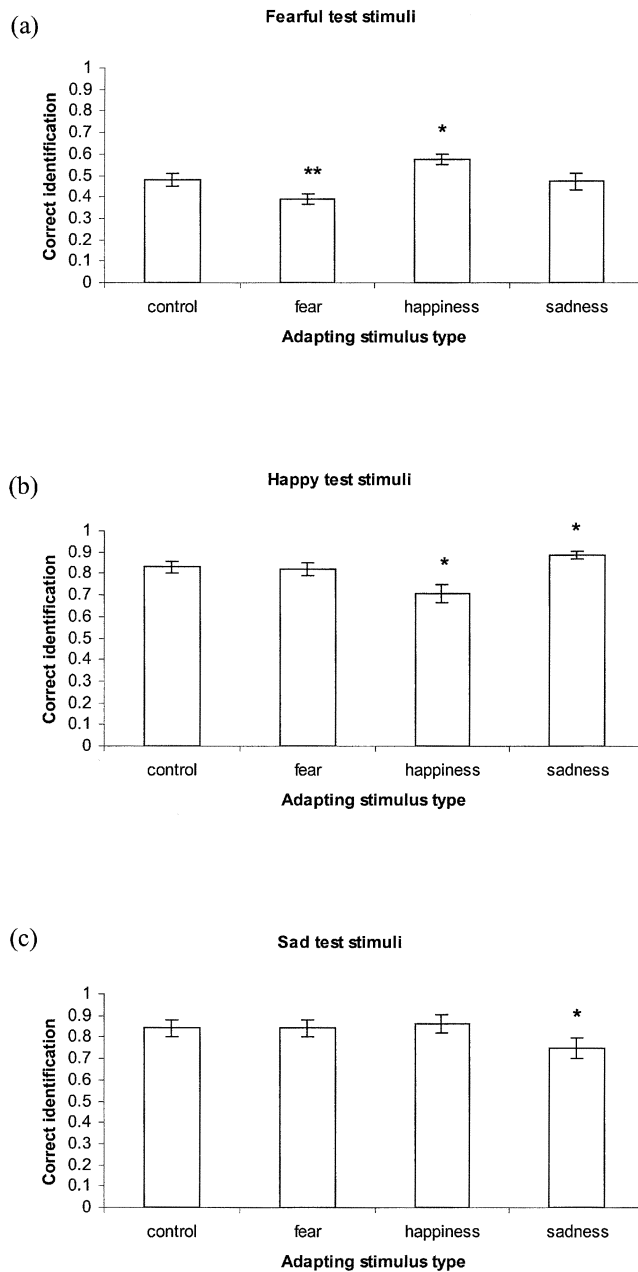 (a)
Fearful test stimuli
Correct identification
1
0.9
0.8
0.7
0.6
0.5
0.4
0.3
0.2
0.1
0
** *
control fear happiness sadness
Adapting stimulus type
(b)
Happy test stimuli
Correct identification
1
0.9
0.8
0.7
0.6
0.5
0.4
0.3
0.2
0.1
0
* *
control fear happiness sadness
Adapting stimulus type
(c)
Sad test stimuli
Correct identification
1
0.9
0.8
0.7
0.6
0.5
0.4
0.3
0.2
0.1
0
*
control fear happiness sadness
Adapting stimulus type